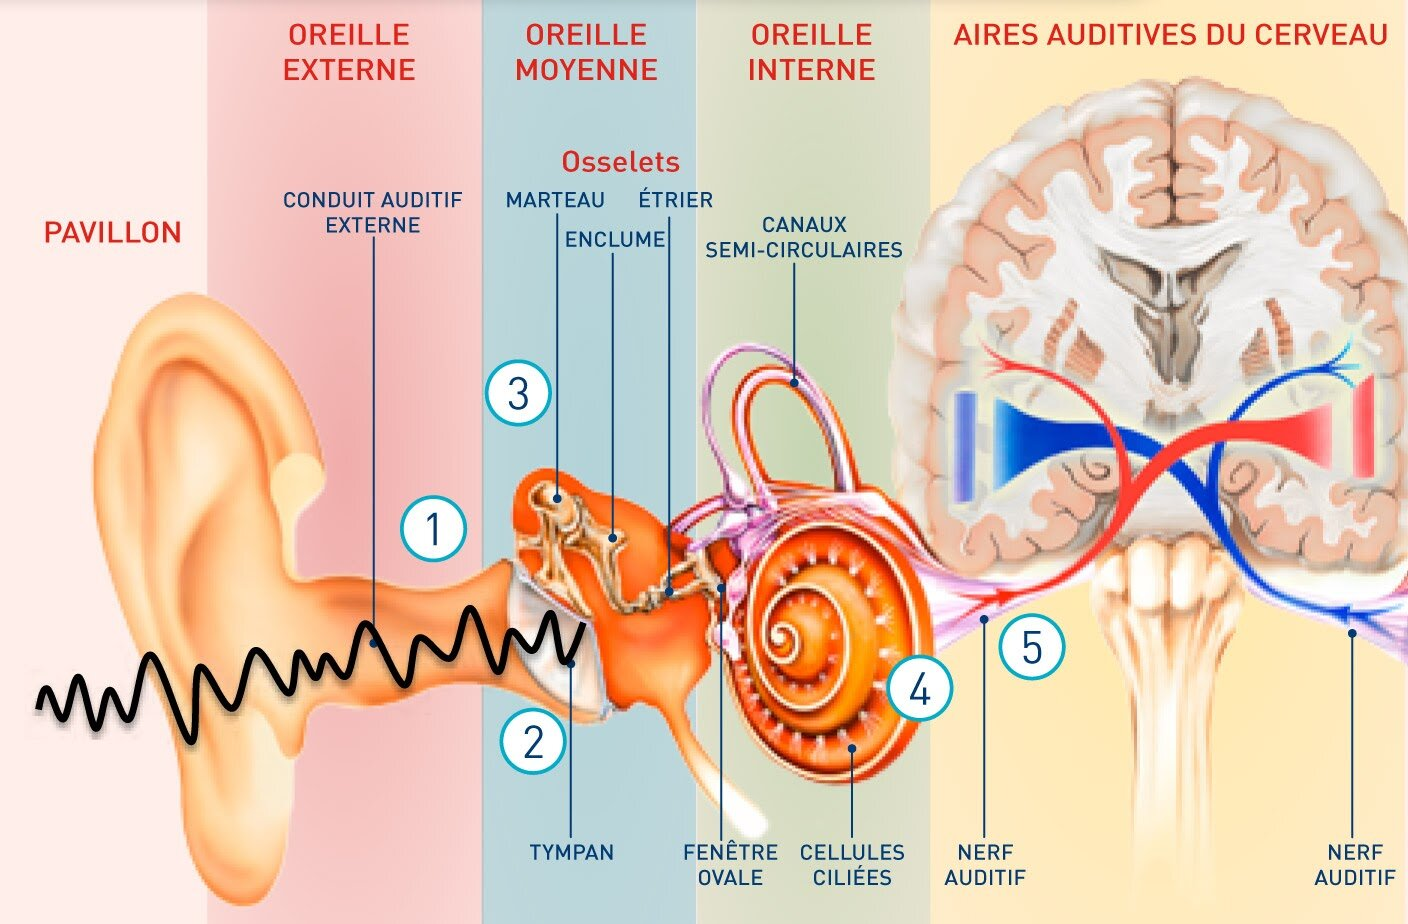 OREILLE
EXTERNE
OREILLE
MOYENNE
OREILLE
INTERNE
AIRES AUDITIVES DU CERVEAU
Osselets
PAVILLON
CONDUIT AUDITIF
EXTERNE
MARTEAU
ÉTRIER
ENCLUME
CANAUX
SEMI-CIRCULAIRES
3
1
5
4
2
TYMPAN
FENÊTRE
OVALE
CELLULES
CILIÉES
NERF
AUDITIF
NERF
AUDITIF